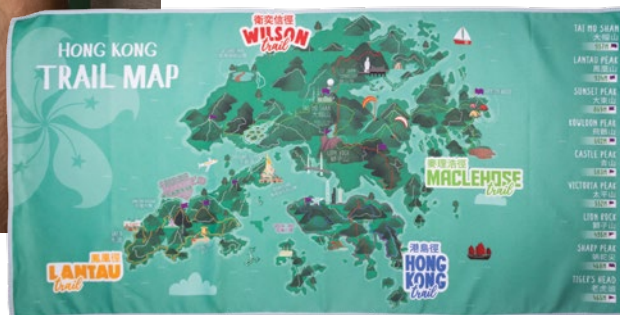 HONG KONG
TRAIL MAP
衛奕信徑
WILSON
trail
麥理浩徑
MACLEHOSE
trail
鳳凰徑
LANTAU
trail
港島徑
HONG
KONG
trail
TAI MO SHAN
大帽山
957M
LANTAU PEAK
鳳凰山
934M
SUNSET PEAK
大東山
KOWLOON PEAK
飛鵝山
CASTLE PEAK
青山
VICTORIA PEAK
太平山
LION ROCK
獅子山
SHARP PEAK
蚺蛇尖
TIGER'S HEAD
老虎頭